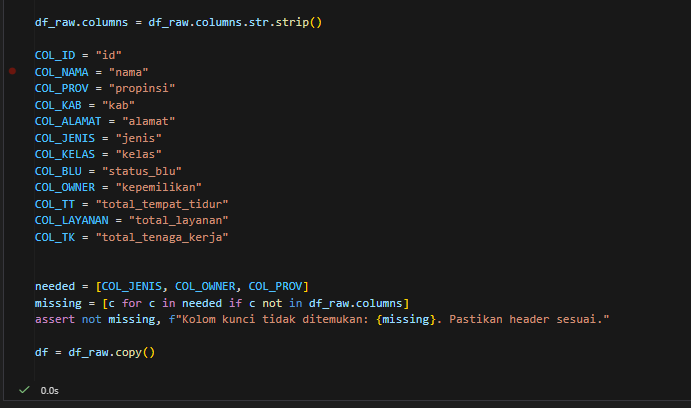 df_raw.columns = df_raw.columns.str.strip()
COL_ID = "id"
COL_NAMA = "nama"
COL_PROV = "propinsi"
COL_KAB = "kab"
COL_ALAMAT = "alamat"
COL_JENIS = "jenis"
COL_KELAS = "kelas"
COL_BLU = "status_blu"
COL_OWNER = "kepemilikan"
COL_TT = "total_tempat_tidur"
COL_LAYANAN = "total_layanan"
COL_TK = "total_tenaga_kerja"
needed = [COL_JENIS, COL_OWNER, COL_PROV]
missing = [c for c in needed if c not in df_raw.columns]
assert not missing, f"Kolom kunci tidak ditemukan: {missing}. Pastikan header sesuai."
df = df_raw.copy()
0.0s